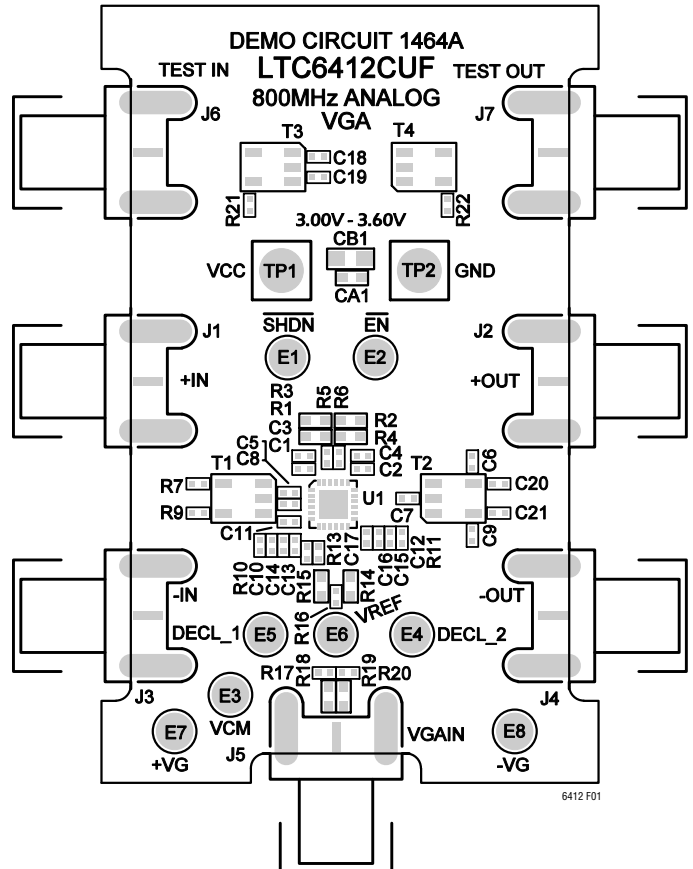 DEMO CIRCUIT 1464A
LTC6412CUF
TEST IN
TEST OUT
800MHz ANALOG
VGA
J6
J7
T3
T4
C18
C19
R21
R22
3.00V - 3.60V
CB1
VCC
TP1
TP2
GND
CA1
SHDN
EN
J1
J2
E1
E2
+IN
+OUT
R3
R5
R6
R1
R2
C3
R4
C5
C1
C4
C8
C2
T1
T2
C6
R7
U1
C20
R9
C7
C21
C11
C9
R10
C10
C14
C13
R15
R13
C17
R14
C16
C15
C12
R11
-IN
-OUT
R16
VREF
DECL_1
E5
E6
E4
DECL_2
R17
R18
R19
R20
J3
E3
J4
VCM
E7
E8
J5
VGAIN
+VG
-VG
6412 F01